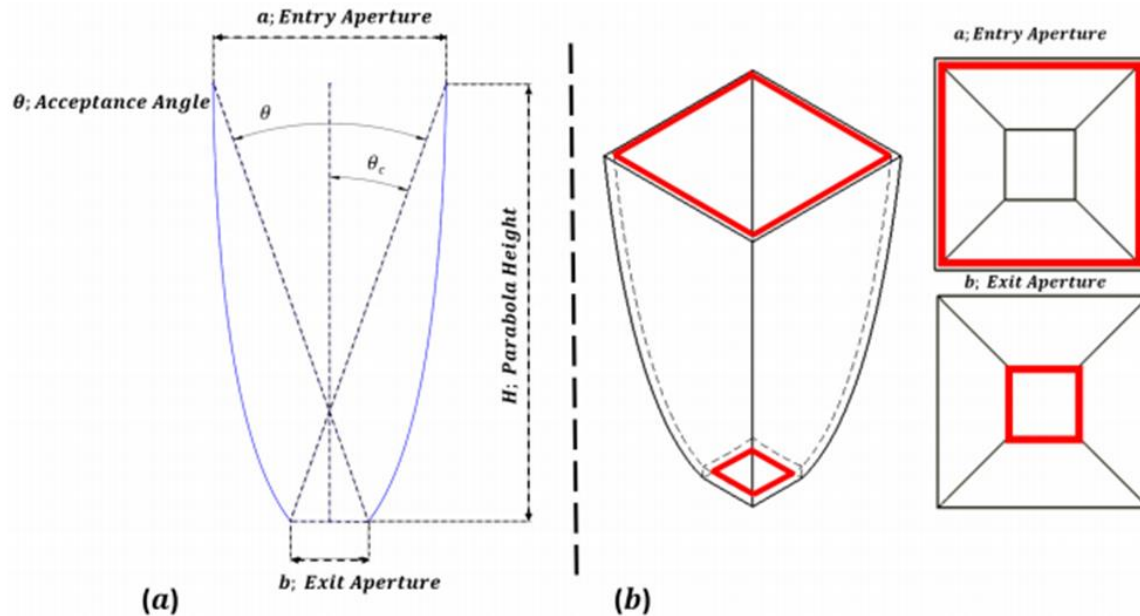 a; Entry Aperture
θ; Acceptance Angle
θ
θc
H; Parabola Height
b; Exit Aperture
(a)
a; Entry Aperture
b; Exit Aperture
(b)